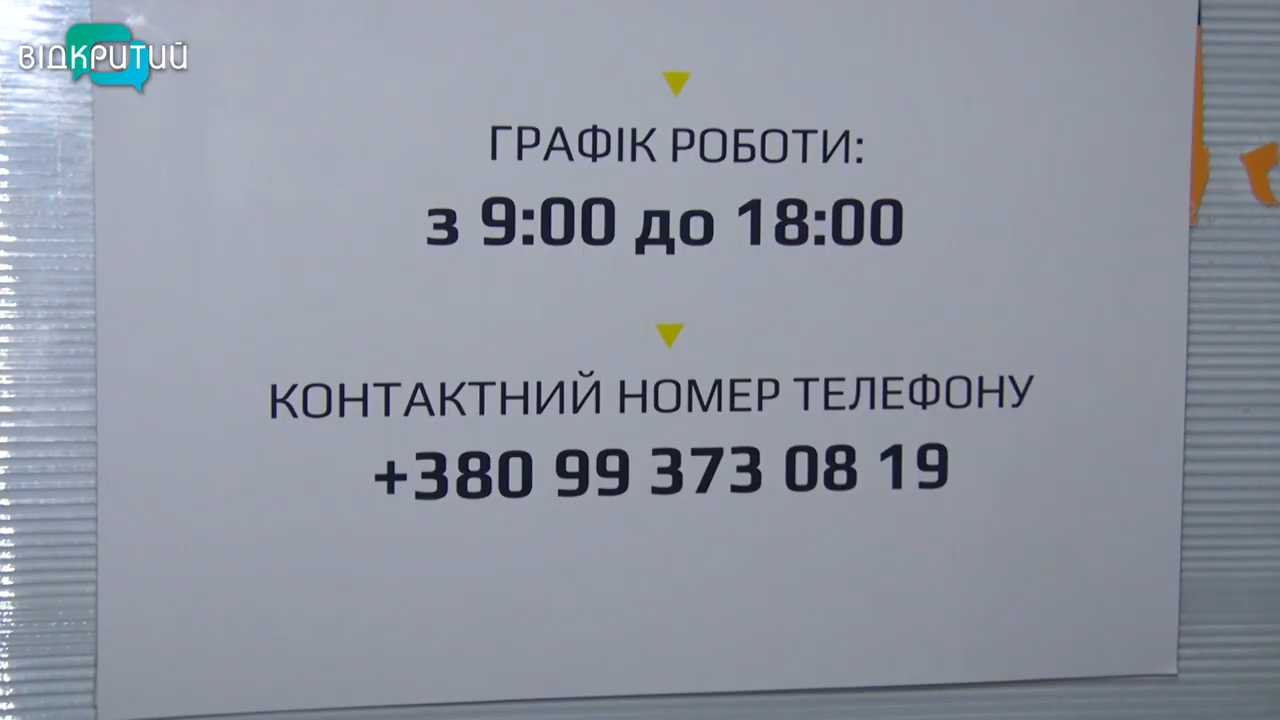 ВІДКРИТИЙ
ГРАФІК РОБОТИ:
з 9:00 до 18:00
КОНТАКТНИЙ НОМЕР ТЕЛЕФОНУ
+380 99 373 08 19